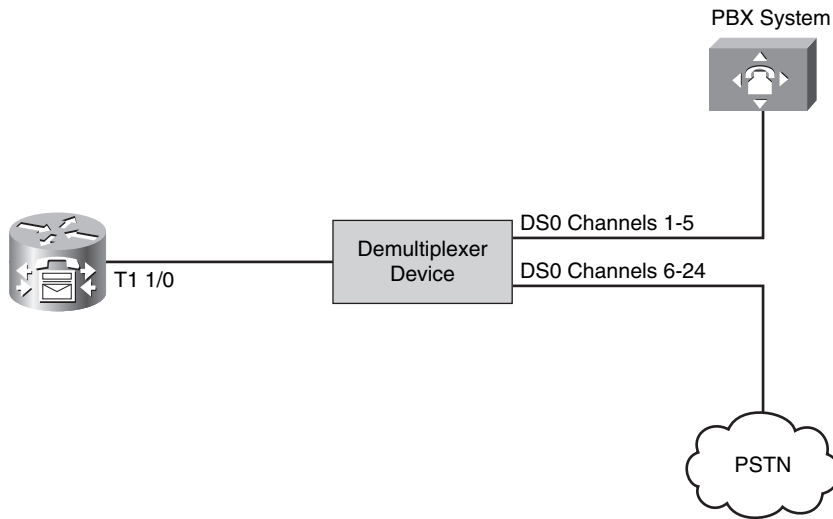 PBX System
DS0 Channels 1-5
Demultiplexer
Device
DS0 Channels 6-24
T1 1/0
PSTN